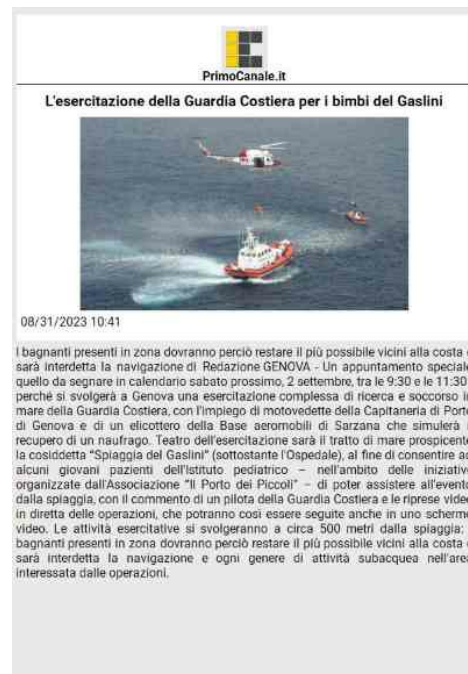 PrimoCanale.it
L'esercitazione della Guardia Costiera per i bimbi del Gaslini
08/31/2023 10:41
I bagnanti presenti in zona dovranno perciò restare il più possibile vicini alla costa e
sarà interdetta la navigazione di Redazione GENOVA - Un appuntamento speciale
quello da segnare in calendario sabato prossimo, 2 settembre, tra le 9:30 e le 11:30,
perché si svolgerà a Genova una esercitazione complessa di ricerca e soccorso in
mare della Guardia Costiera, con l'impiego di motovedette della Capitaneria di Porto
di Genova e di un elicottero della Base aeromobili di Sarzana che simulerà il
recupero di un naufrago. Teatro dell'esercitazione sarà il tratto di mare prospicente
la cosiddetta "Spiaggia del Gaslini" (sottostante l'Ospedale), al fine di consentire ad
alcuni giovani pazienti dell'Istituto pediatrico – nell'ambito delle iniziative
organizzate dall'Associazione "Il Porto dei Piccoli" – di poter assistere all'evento
dalla spiaggia, con il commento di un pilota della Guardia Costiera e le riprese video
in diretta delle operazioni, che potranno così essere seguite anche in uno schermo
video. Le attività esercitative si svolgeranno a circa 500 metri dalla spiaggia; i
bagnanti presenti in zona dovranno perciò restare il più possibile vicini alla costa e
sarà interdetta la navigazione e ogni genere di attività subacquea nell'area
interessata dalle operazioni.